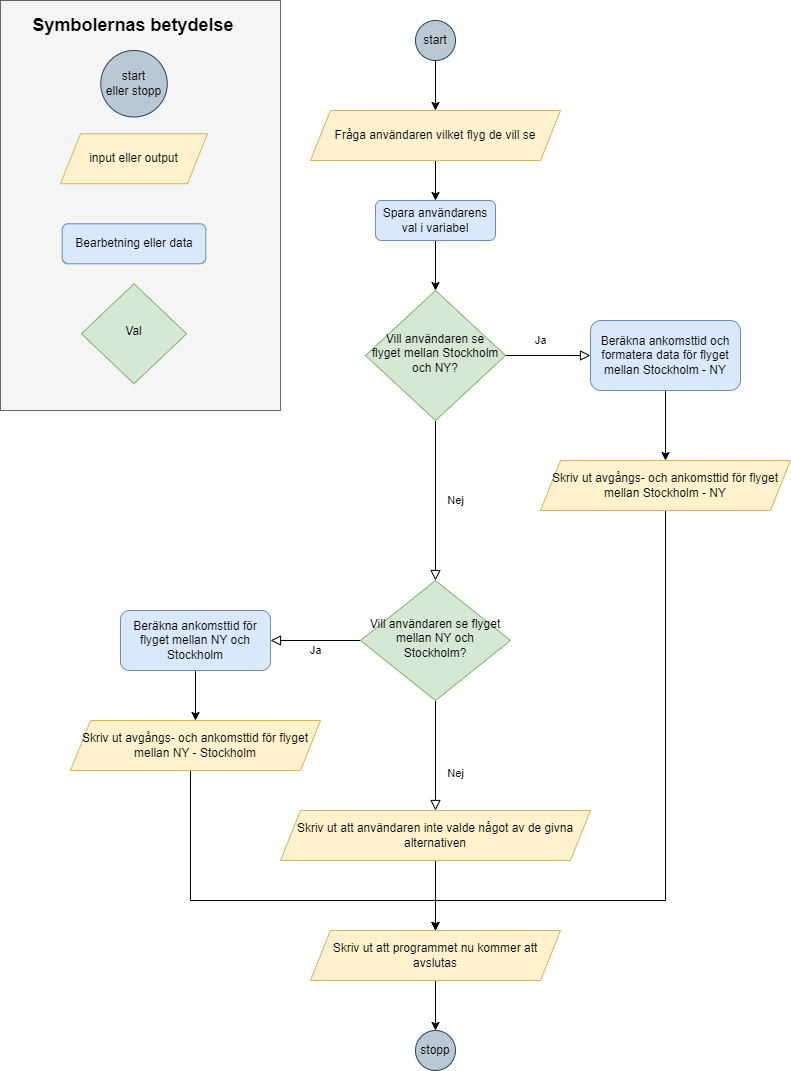 Symbolernas betydelse
start
eller stopp
input eller output
Bearbetning eller data
Val
start
Fråga användaren vilket flyg de vill se
Spara användarens
val i variabel
Vill användaren se
flyget mellan Stockholm
och NY?
Ja
Beräkna ankomsttid och
formatera data för flyget
mellan Stockholm - NY
Skriv ut avgångs- och ankomsttid för flyget
mellan Stockholm - NY
Nej
Vill användaren se flyget
mellan NY och
Stockholm?
Ja
Beräkna ankomsttid för
flyget mellan NY och
Stockholm
Skriv ut avgångs- och ankomsttid för flyget
mellan NY - Stockholm
Nej
Skriv ut att användaren inte valde något av de givna
alternativen
Skriv ut att programmet nu kommer att
avslutas
stopp